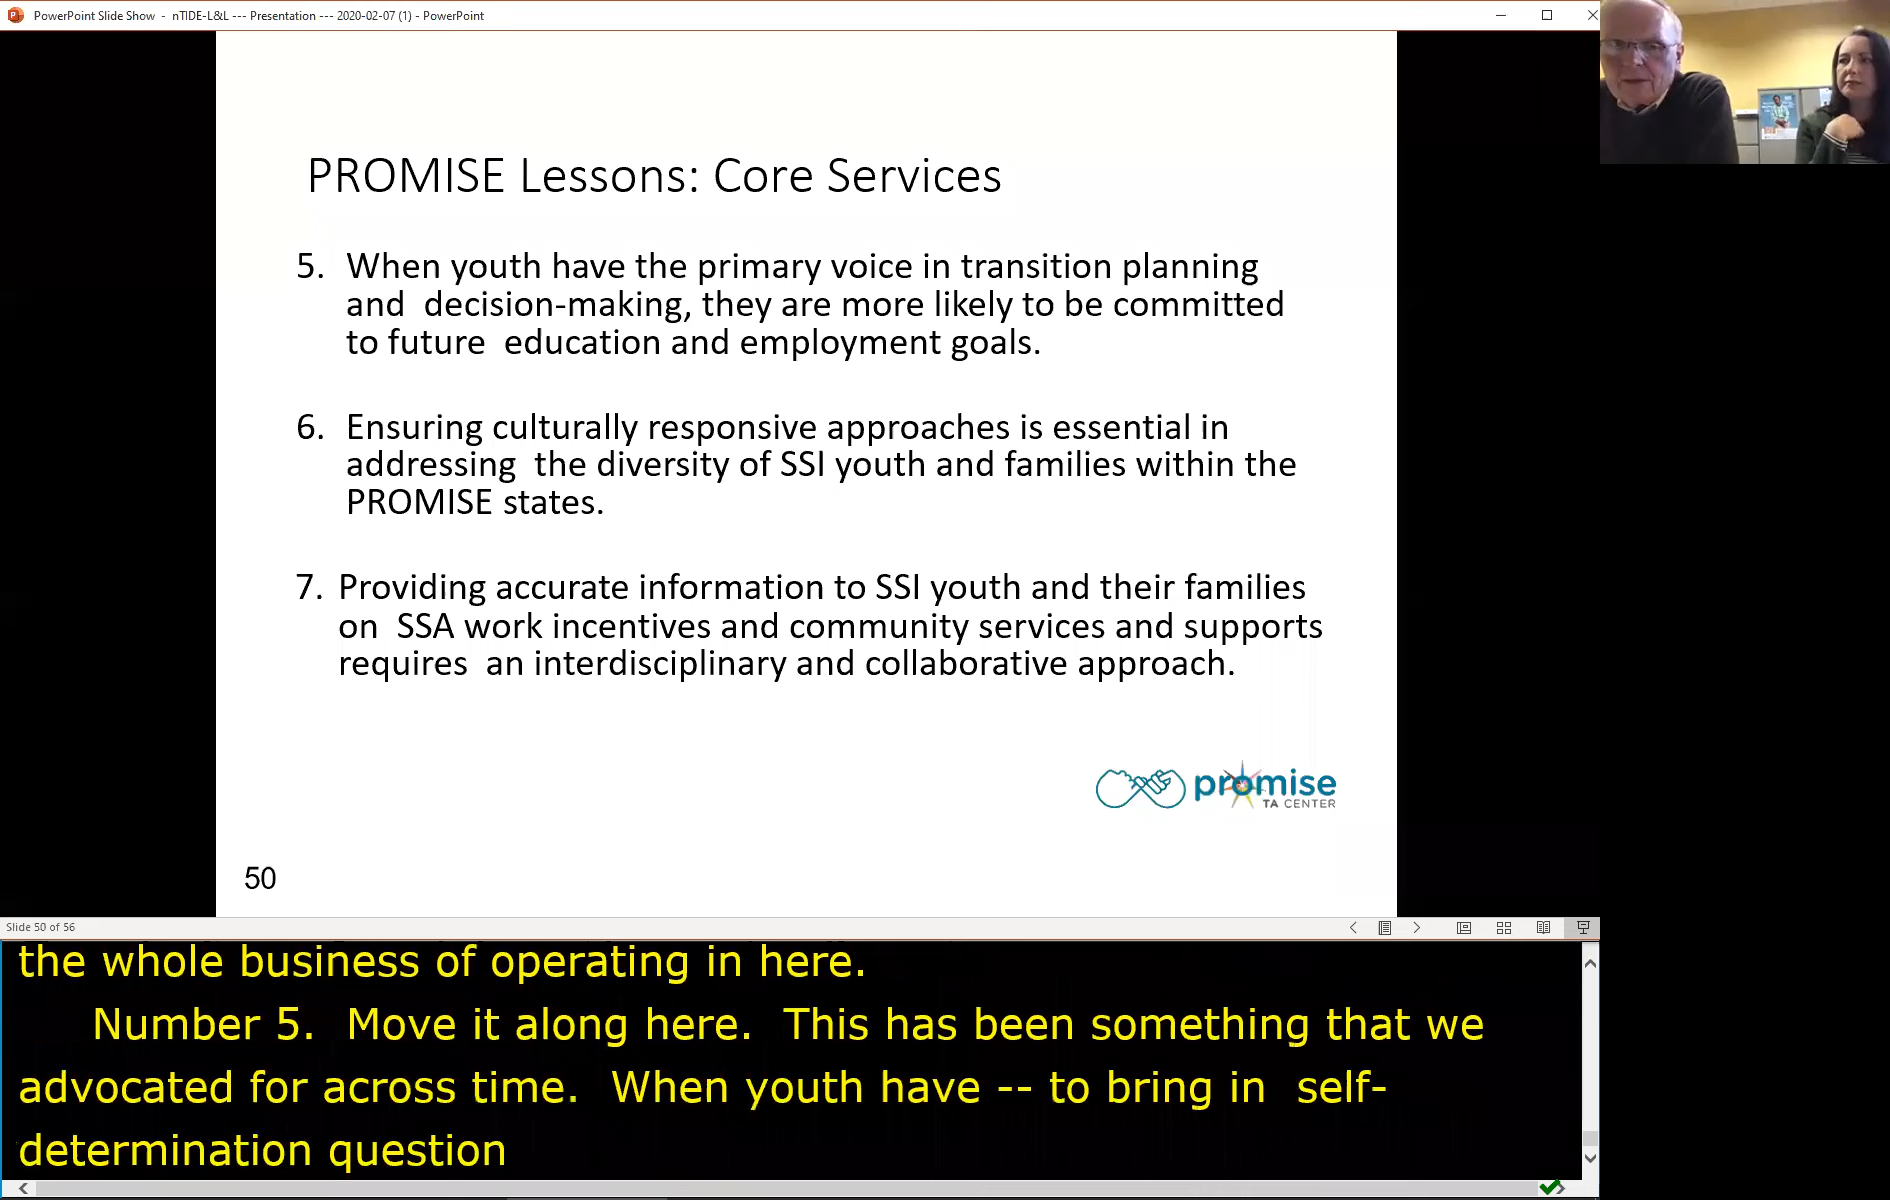 PowerPoint Slide Show - nTIDE-L&L --- Presentation --- 2020-02-07 (1) - PowerPoint
PROMISE Lessons: Core Services
5. When youth have the primary voice in transition planning
and decision-making, they are more likely to be committed
to future education and employment goals.
6. Ensuring culturally responsive approaches is essential in
addressing the diversity of SSI youth and families within the
PROMISE states.
7. Providing accurate information to SSI youth and their families
on SSA work incentives and community services and supports
requires an interdisciplinary and collaborative approach.
promise
TA CENTER
50
Slide 50 of 56
the whole business of operating in here.
Number 5. Move it along here. This has been something that we
advocated for across time. When youth have -- to bring in self-
determination question